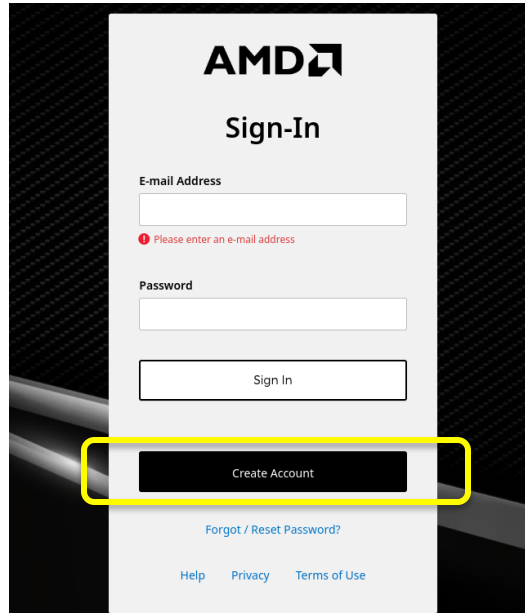 AMD
Sign-In
E-mail Address
Please enter an e-mail address
Password
Sign In
Create Account
Forgot / Reset Password?
Help Privacy Terms of Use